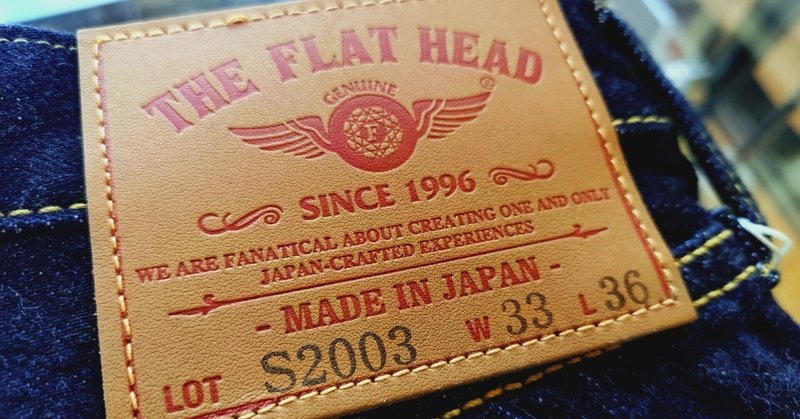 THE FLAT HEAD
GENUINE
®
F
SINCE 1996
WE ARE FANATICAL ABOUT CREATING ONE AND ONLY
JAPAN-CRAFTED EXPERIENCES
- MADE IN JAPAN -
LOT S2003 W 33 L 36